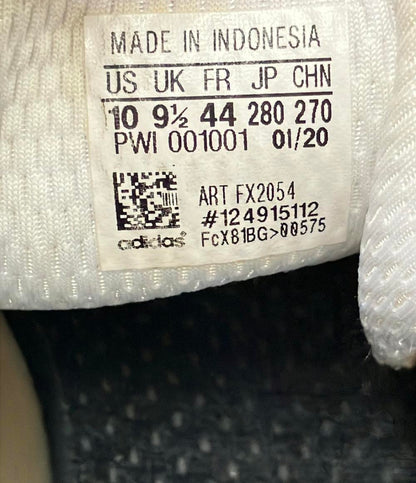 MADE IN INDONESIA
US UK FR JP CHN
10 9½ 44 280 270
PWI 001001 01/20
ART FX2054
#124915112
adidas® FcX81BG>00575